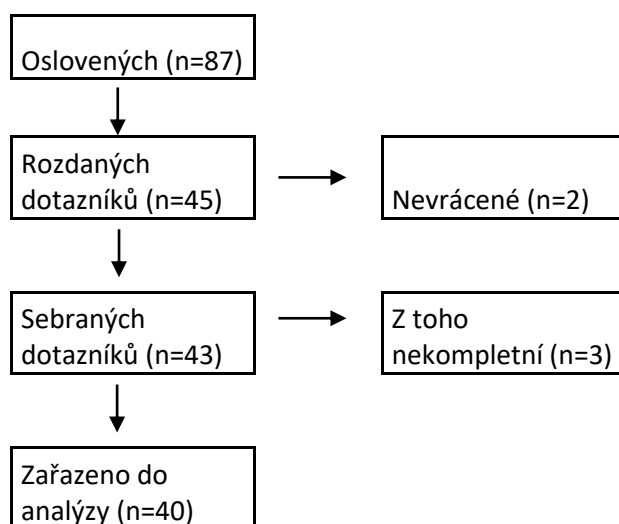 Oslovených (n=87)
Rozdaných
dotazníků (n=45)
Nevrácené (n=2)
Sebraných
dotazníků (n=43)
Z toho
nekompletní (n=3)
Zařazeno do
analýzy (n=40)